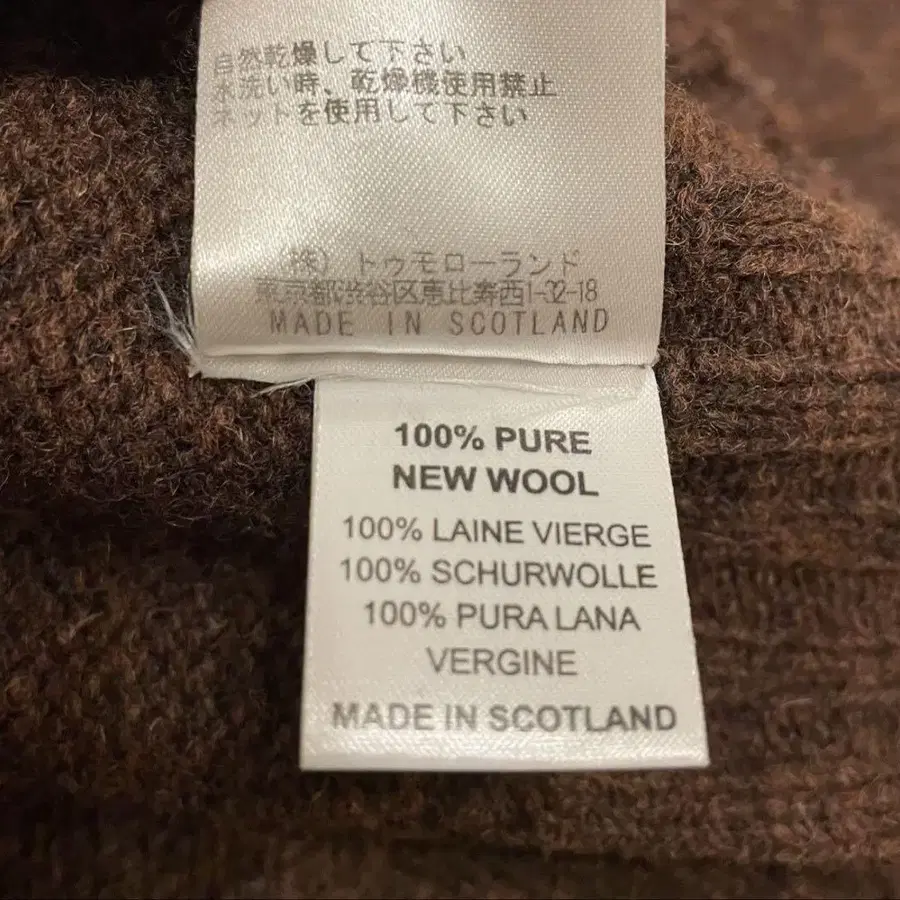 自然乾燥して下さい
水洗い時、乾燥機使用禁止
ネットを使用して下さい
(株) トゥモローランド
東京都渋谷区恵比寿西1-32-18
MADE IN SCOTLAND
100% PURE
NEW WOOL
100% LAINE VIERGE
100% SCHURWOLLE
100% PURA LANA
VERGINE
MADE IN SCOTLAND